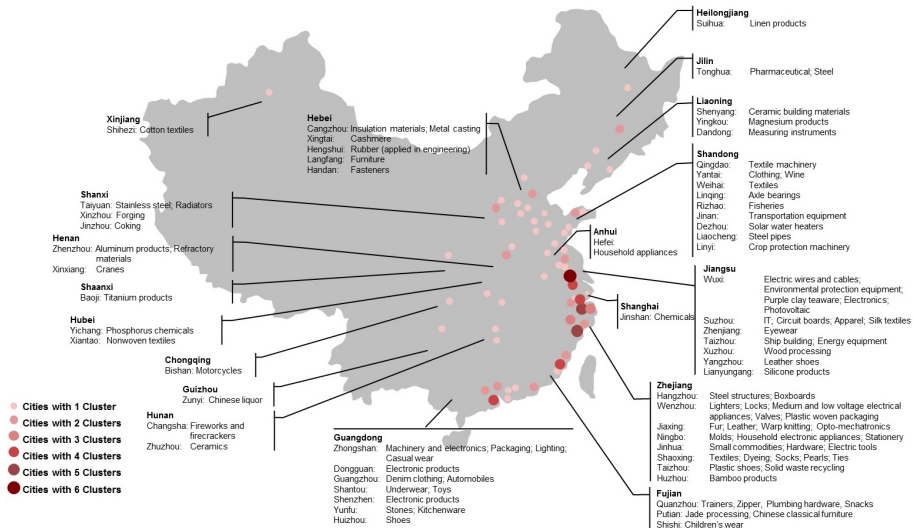 Heilongjiang
Suihua: Linen products
Jilin
Tonghua: Pharmaceutical; Steel
Liaoning
Shenyang: Ceramic building materials
Yingkou: Magnesium products
Dandong: Measuring instruments
Xinjiang
Shihezi: Cotton textiles
Hebei
Cangzhou: Insulation materials; Metal casting
Xingtai: Cashmere
Hengshui: Rubber (applied in engineering)
Langfang: Furniture
Handan: Fasteners
Shandong
Qingdao: Textile machinery
Yantai: Clothing; Wine
Weihai: Textiles
Linqing: Axle bearings
Rizhao: Fisheries
Jinan: Transportation equipment
Dezhou: Solar water heaters
Liaocheng: Steel pipes
Linyi: Crop protection machinery
Shanxi
Taiyuan: Stainless steel; Radiators
Xinzhou: Forging
Jinzhou: Coking
Henan
Zhenzhou: Aluminum products; Refractory
materials
Xinxiang: Cranes
Anhui
Hefei:
Household appliances
Shaanxi
Baoji: Titanium products
Jiangsu
Wuxi: Electric wires and cables;
Environmental protection equipment;
Purple clay teaware; Electronics;
Photovoltaic
Suzhou: IT; Circuit boards; Apparel; Silk textiles
Zhenjiang: Eyewear
Taizhou: Ship building; Energy equipment
Xuzhou: Wood processing
Yangzhou: Leather shoes
Lianyungang: Silicone products
Shanghai
Jinshan: Chemicals
Hubei
Yichang: Phosphorus chemicals
Xiantao: Nonwoven textiles
Chongqing
Bishan: Motorcycles
Guizhou
Zunyi: Chinese liquor
Hunan
Changsha: Fireworks and
firecrackers
Zhuzhou: Ceramics
Zhejiang
Hangzhou: Steel structures; Boxboards
Wenzhou: Lighters; Locks; Medium and low voltage electrical
appliances; Valves; Plastic woven packaging
Jiaxing: Fur; Leather; Warp knitting; Opto-mechatronics
Ningbo: Molds; Household electronic appliances; Stationery
Jinhua: Small commodities; Hardware; Electric tools
Shaoxing: Textiles; Dyeing; Socks; Pearls; Ties
Taizhou: Plastic shoes; Solid waste recycling
Huzhou: Bamboo products
Guangdong
Zhongshan: Machinery and electronics; Packaging; Lighting;
Casual wear
Dongguan: Electronic products
Guangzhou: Denim clothing; Automobiles
Shantou: Underwear; Toys
Shenzhen: Electronic products
Yunfu: Stones; Kitchenware
Huizhou: Shoes
Fujian
Quanzhou: Trainers, Zipper, Plumbing hardware, Snacks
Putian: Jade processing, Chinese classical furniture
Shishi: Children's wear
Cities with 1 Cluster
Cities with 2 Clusters
Cities with 3 Clusters
Cities with 4 Clusters
Cities with 5 Clusters
Cities with 6 Clusters